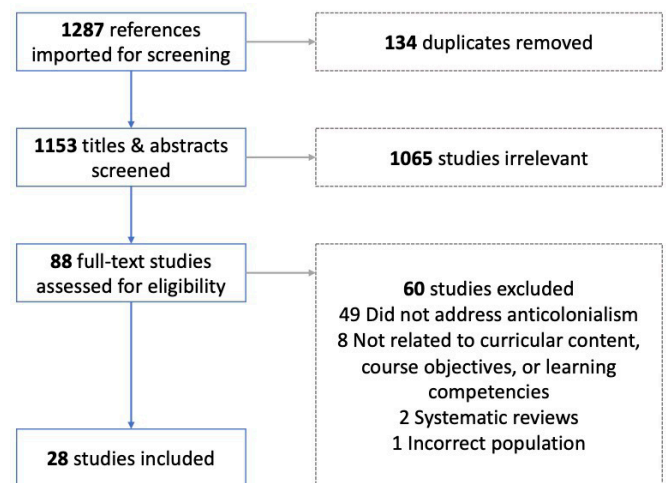 1287 references
imported for screening
134 duplicates removed
1153 titles & abstracts
screened
1065 studies irrelevant
88 full-text studies
assessed for eligibility
60 studies excluded
49 Did not address anticolonialism
8 Not related to curricular content,
course objectives, or learning
competencies
2 Systematic reviews
1 Incorrect population
28 studies included